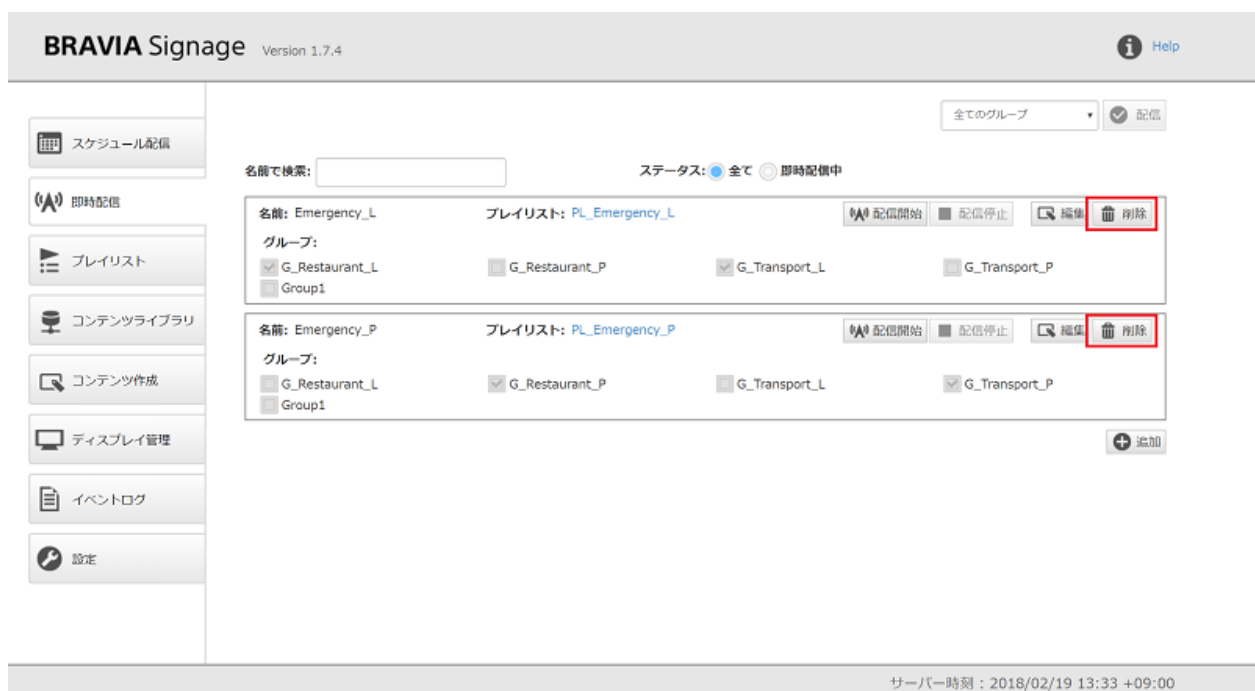 BRAVIA Signage Version 1.7.4
Help
全てのグループ
配信
スケジュール配信
即時配信
プレイリスト
コンテンツライブラリ
コンテンツ作成
ディスプレイ管理
イベントログ
設定
名前で検索:
ステータス: 全て 即時配信中
名前: Emergency_L プレイリスト: PL_Emergency_L 配信開始 配信停止 編集 削除
グループ:
G_Restaurant_L G_Restaurant_P G_Transport_L G_Transport_P
Group1
名前: Emergency_P プレイリスト: PL_Emergency_P 配信開始 配信停止 編集 削除
グループ:
G_Restaurant_L G_Restaurant_P G_Transport_L G_Transport_P
Group1
追加
サーバー時刻 : 2018/02/19 13:33 +09:00